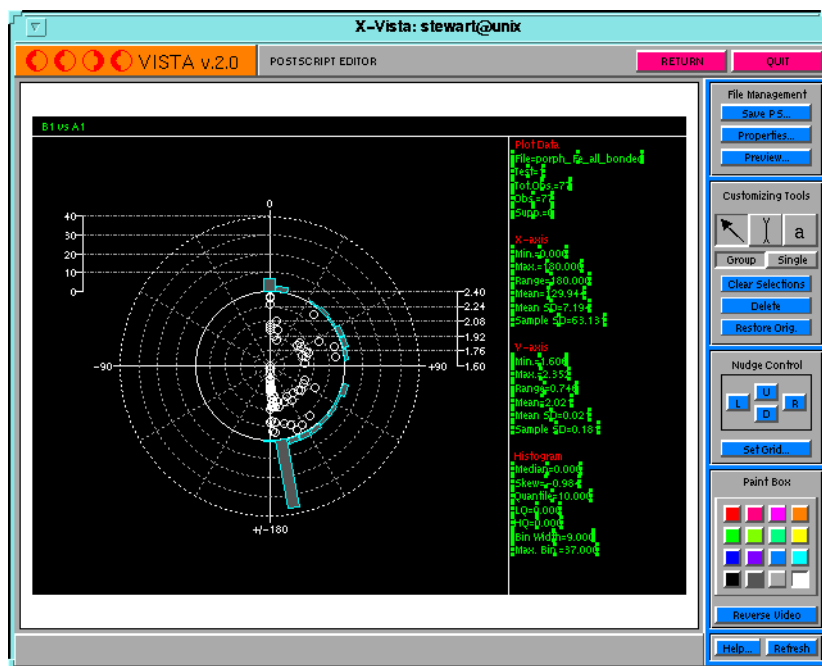 X-Vista: stewart@unix
VISTA v.2.0
POSTSCRIPT EDITOR
RETURN
QUIT
B1 vs A1
0
40
30
20
10
0
2.40
2.24
2.08
1.92
1.76
1.60
-90
+90
+/-180
Plot Data
File=porph_Fe_all_bonded
Test=
Tot.Obs.=77
Obs=77
Supp.=0
X-axis
Min.=0.000
Max.=180.000
Range=180.000
Mean=129.94
Mean SD=7.19
Sample SD=63.13
Y-axis
Min.=1.606
Max.=2.352
Range=0.746
Mean=2.02
Mean SD=0.02
Sample SD=0.18
Histogram
Median=0.000
Skew=-0.98
Quantile=10.000
LQ=0.000
HQ=0.000
Bin Width=9.000
Max. Bin=37.000
File Management
Save PS...
Properties...
Preview...
Customizing Tools
a
Group
Single
Clear Selections
Delete
Restore Orig.
Nudge Control
U
L
R
D
Set Grid...
Paint Box
Reverse Video
Help...
Refresh